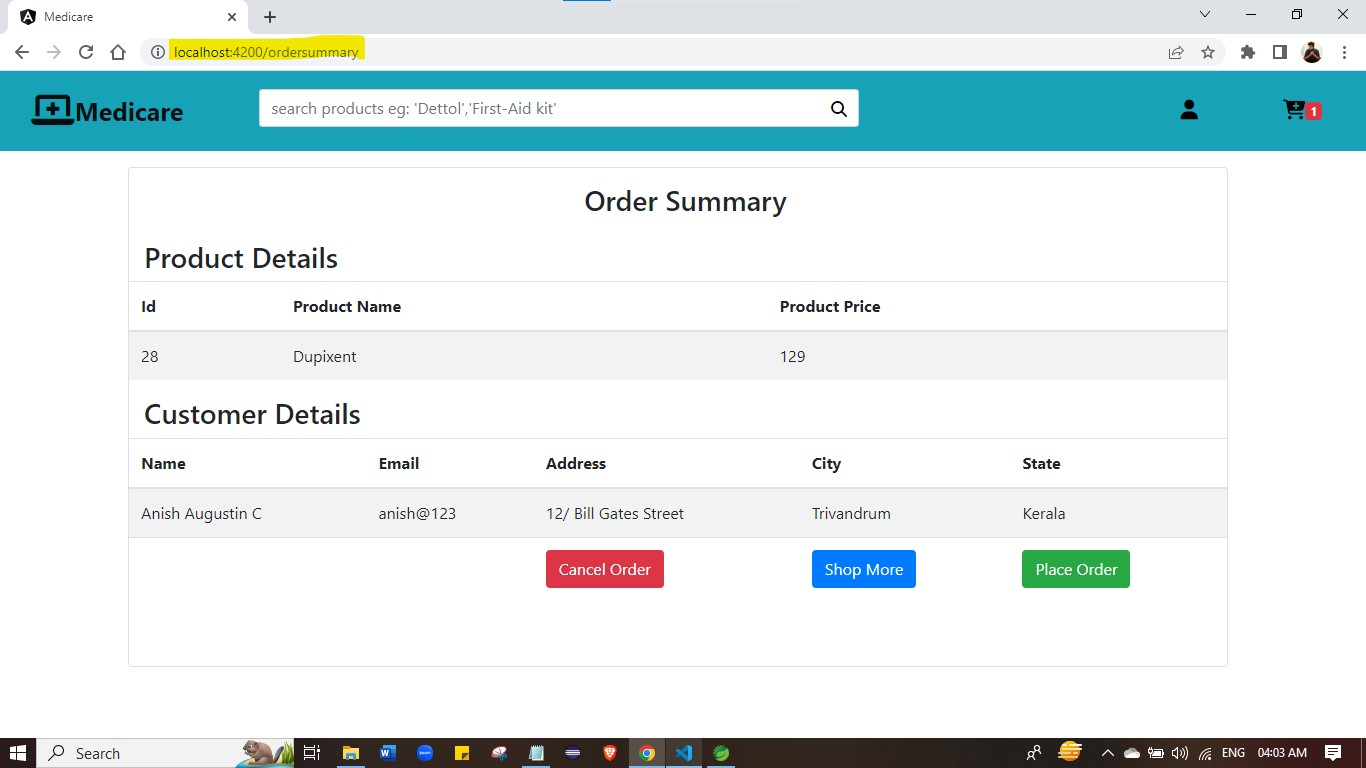 Medicare
localhost:4200/ordersummary
Medicare
search products eg: 'Dettol','First-Aid kit'
1
Order Summary
Product Details
Id Product Name Product Price
28 Dupixent 129
Customer Details
Name Email Address City State
Anish Augustin C anish@123 12/ Bill Gates Street Trivandrum Kerala
Cancel Order Shop More Place Order
Search ENG 04:03 AM